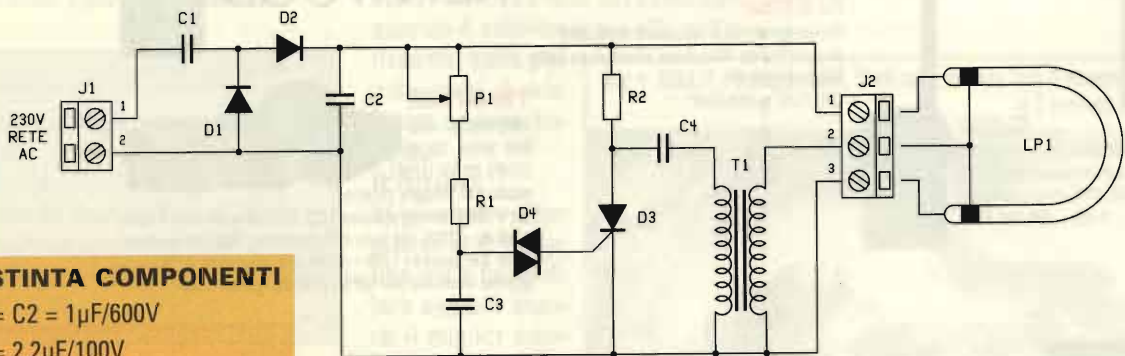 C1
D2
J1
1
230V
RETE
AC
2
D1
C2
P1
R1
D4
C3
R2
C4
D3
T1
J2
1
2
3
LP1
STINTA COMPONENTI
= C2 = 1µF/600V
= 2,2µF/100V